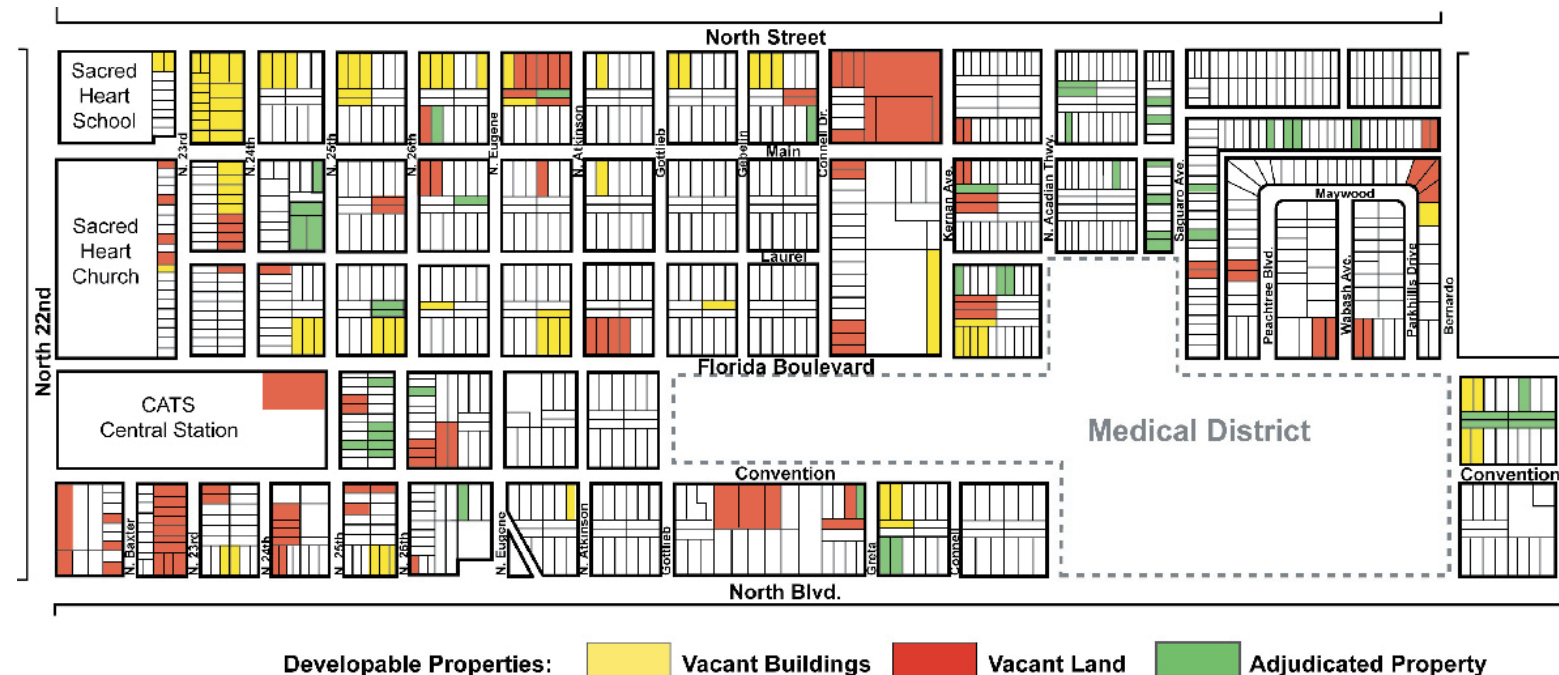 North Street
Sacred
Heart
School
N. 23rd
N. 24th
N. 25th
N. 26th
N. Eugene
N. Atkinson
Gottlieb
Gebelin
Main
Connell Dr.
N. Acadian Thwy.
Sacred
Heart
Church
Laurel
Kernan Ave.
Saguaro Ave.
Maywood
Peachtree Blvd.
Wabash Ave.
Parkhills Drive
Bernardo
North 22nd
Florida Boulevard
CATS
Central Station
Medical District
Convention
Convention
N. Baxter
N. 23rd
N. 24th
N. 25th
N. 26th
N. Eugene
N. Atkinson
Gottlieb
Greta
Connell
North Blvd.
Developable Properties:
Vacant Buildings
Vacant Land
Adjudicated Property